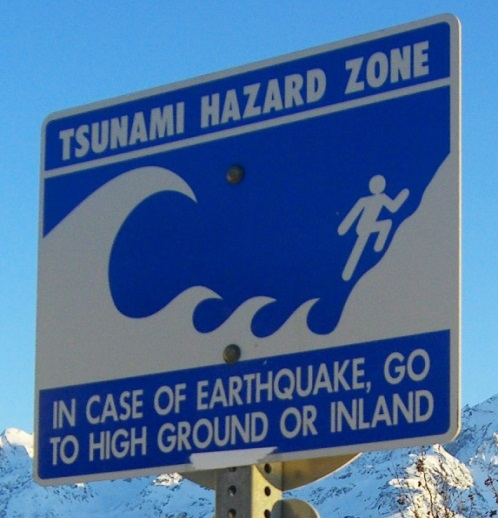 TSUNAMI HAZARD ZONE
IN CASE OF EARTHQUAKE, GO
TO HIGH GROUND OR INLAND